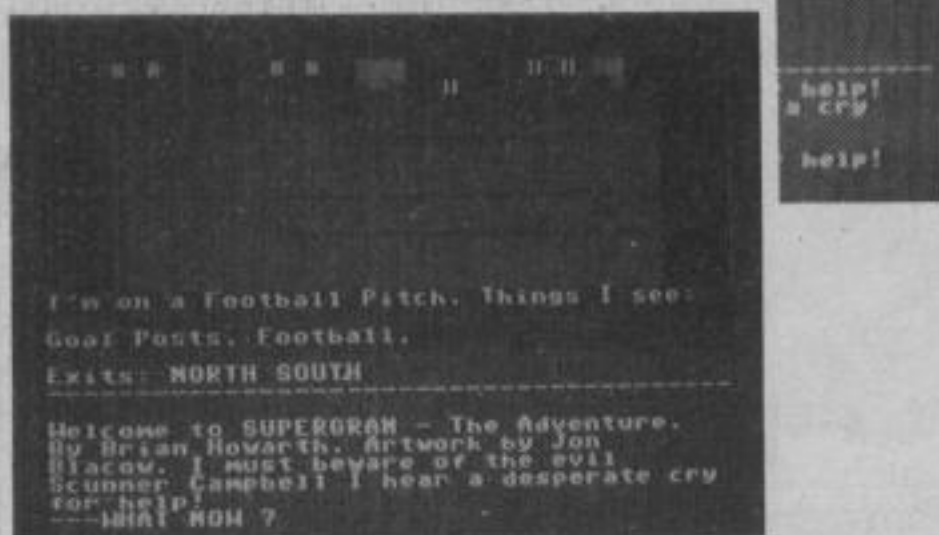 I'm on a Football Pitch. Things I see:
Goal Posts. Football.
Exits: NORTH SOUTH
Welcome to SUPERGRAN - The Adventure.
By Brian Howarth. Artwork by Jon
Blacow. I must beware of the evil
Scunner Campbell I hear a desperate cry
for help!
---WHAT NOW ?
help!
a cry
help!